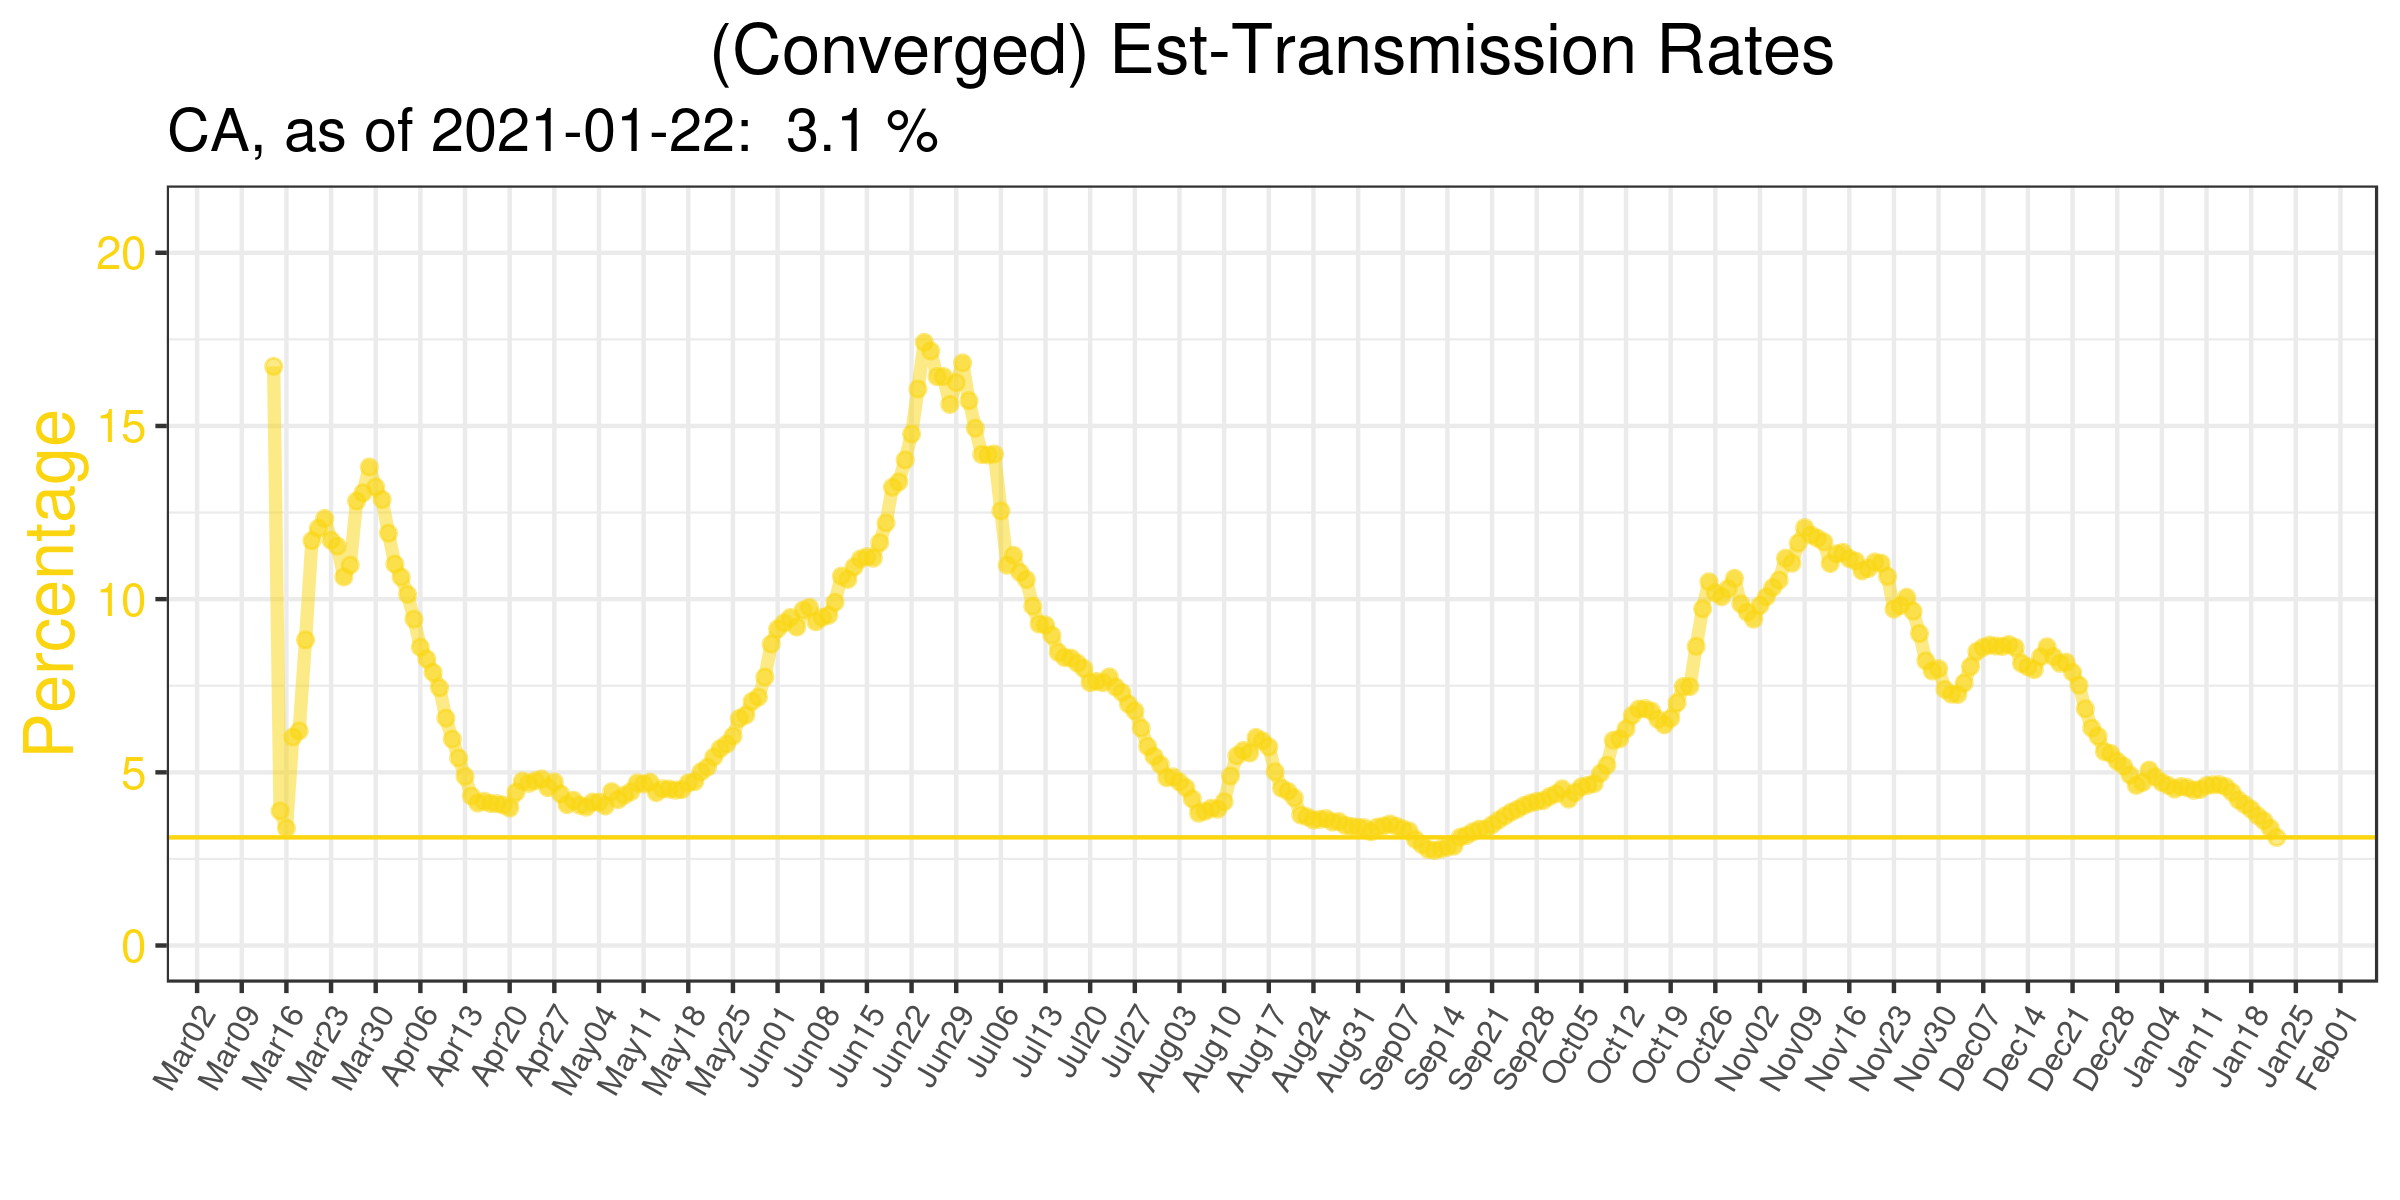 (Converged) Est-Transmission Rates
CA, as of 2021-01-22:  3.1 %
Percentage
20
15
10
5
0
Mar02 Mar09 Mar16 Mar23 Mar30 Apr06 Apr13 Apr20 Apr27 May04 May11 May18 May25 Jun01 Jun08 Jun15 Jun22 Jun29 Jul06 Jul13 Jul20 Jul27 Aug03 Aug10 Aug17 Aug24 Aug31 Sep07 Sep14 Sep21 Sep28 Oct05 Oct12 Oct19 Oct26 Nov02 Nov09 Nov16 Nov23 Nov30 Dec07 Dec14 Dec21 Dec28 Jan04 Jan11 Jan18 Jan25 Feb01